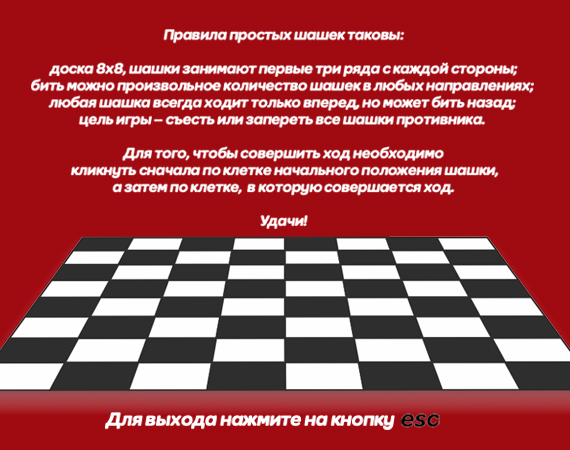 Правила простых шашек таковы:
доска 8х8, шашки занимают первые три ряда с каждой стороны;
бить можно произвольное количество шашек в любых направлениях;
любая шашка всегда ходит только вперед, но может бить назад;
цель игры – съесть или запереть все шашки противника.
Для того, чтобы совершить ход необходимо
кликнуть сначала по клетке начального положения шашки,
а затем по клетке, в которую совершается ход.
Удачи!
Для выхода нажмите на кнопку esc